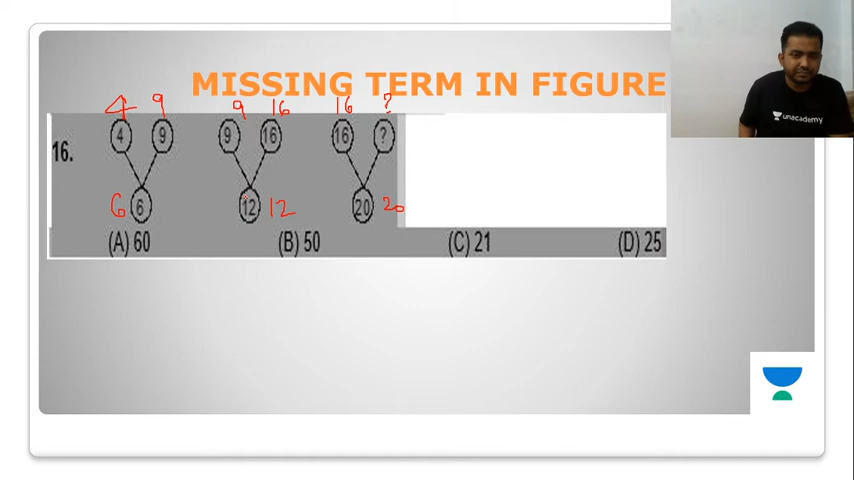 MISSING TERM IN FIGURE
4 9 9 16 16 ?
16. 4 9 9 16 16 ?
6 6 12 12 20 20
(A) 60 (B) 50 (C) 21 (D) 25
unacademy